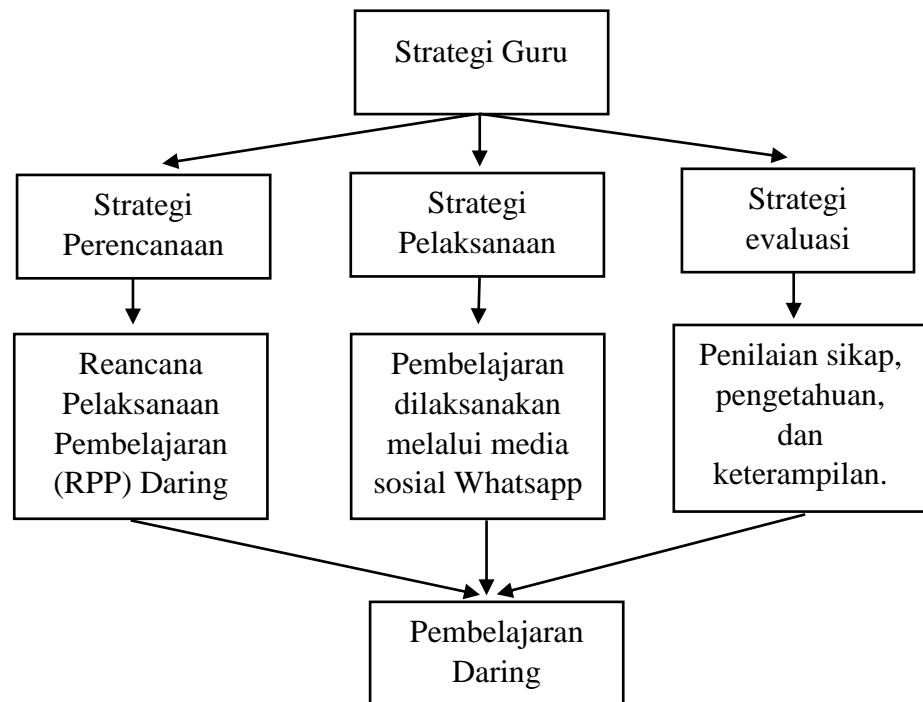 Strategi Guru
Strategi
Perencanaan
Strategi
Pelaksanaan
Strategi
evaluasi
Reancana
Pelaksanaan
Pembelajaran
(RPP) Daring
Pembelajaran
dilaksanakan
melalui media
sosial Whatsapp
Penilaian sikap,
pengetahuan,
dan
keterampilan.
Pembelajaran
Daring